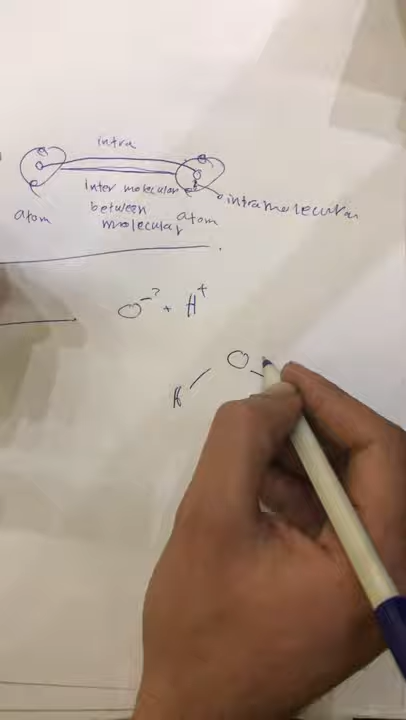 intra
Inter molecular
intramolecular
atom
between
atom
molecular
O⁻² + H⁺
O
H